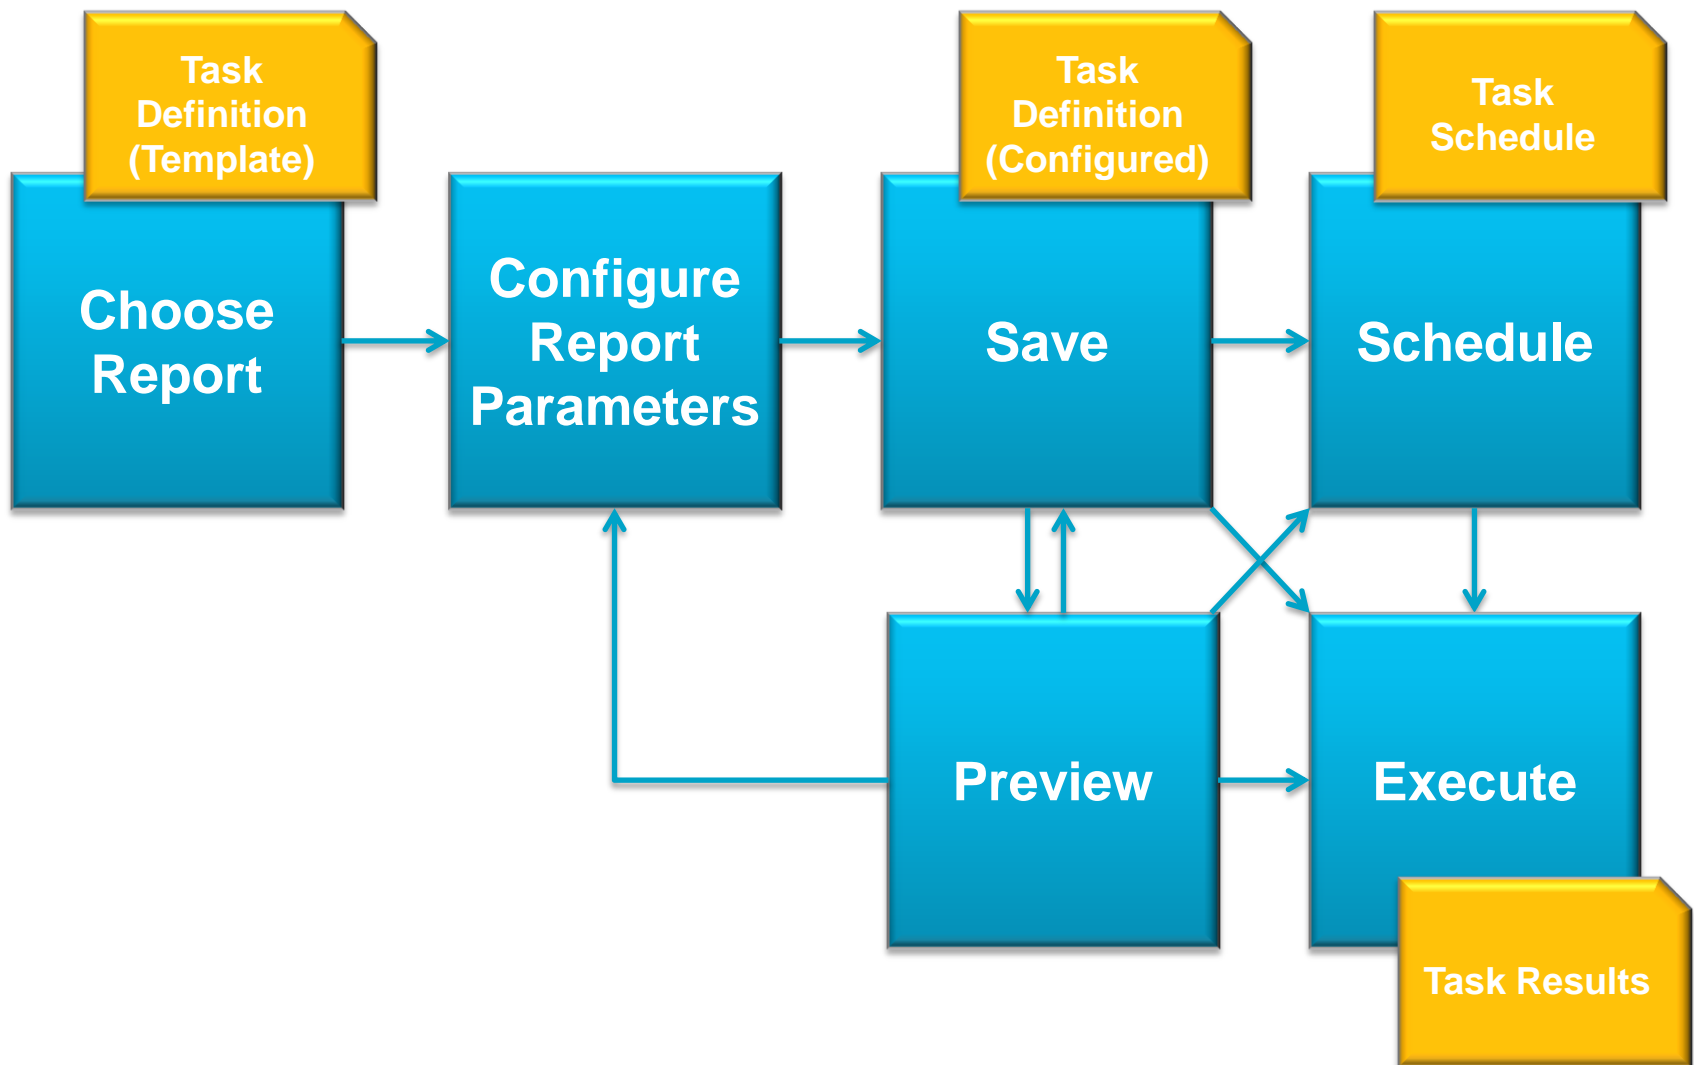 Task
Definition
(Template)
Task
Definition
(Configured)
Task
Schedule
Choose
Report
Configure
Report
Parameters
Save
Schedule
Preview
Execute
Task Results